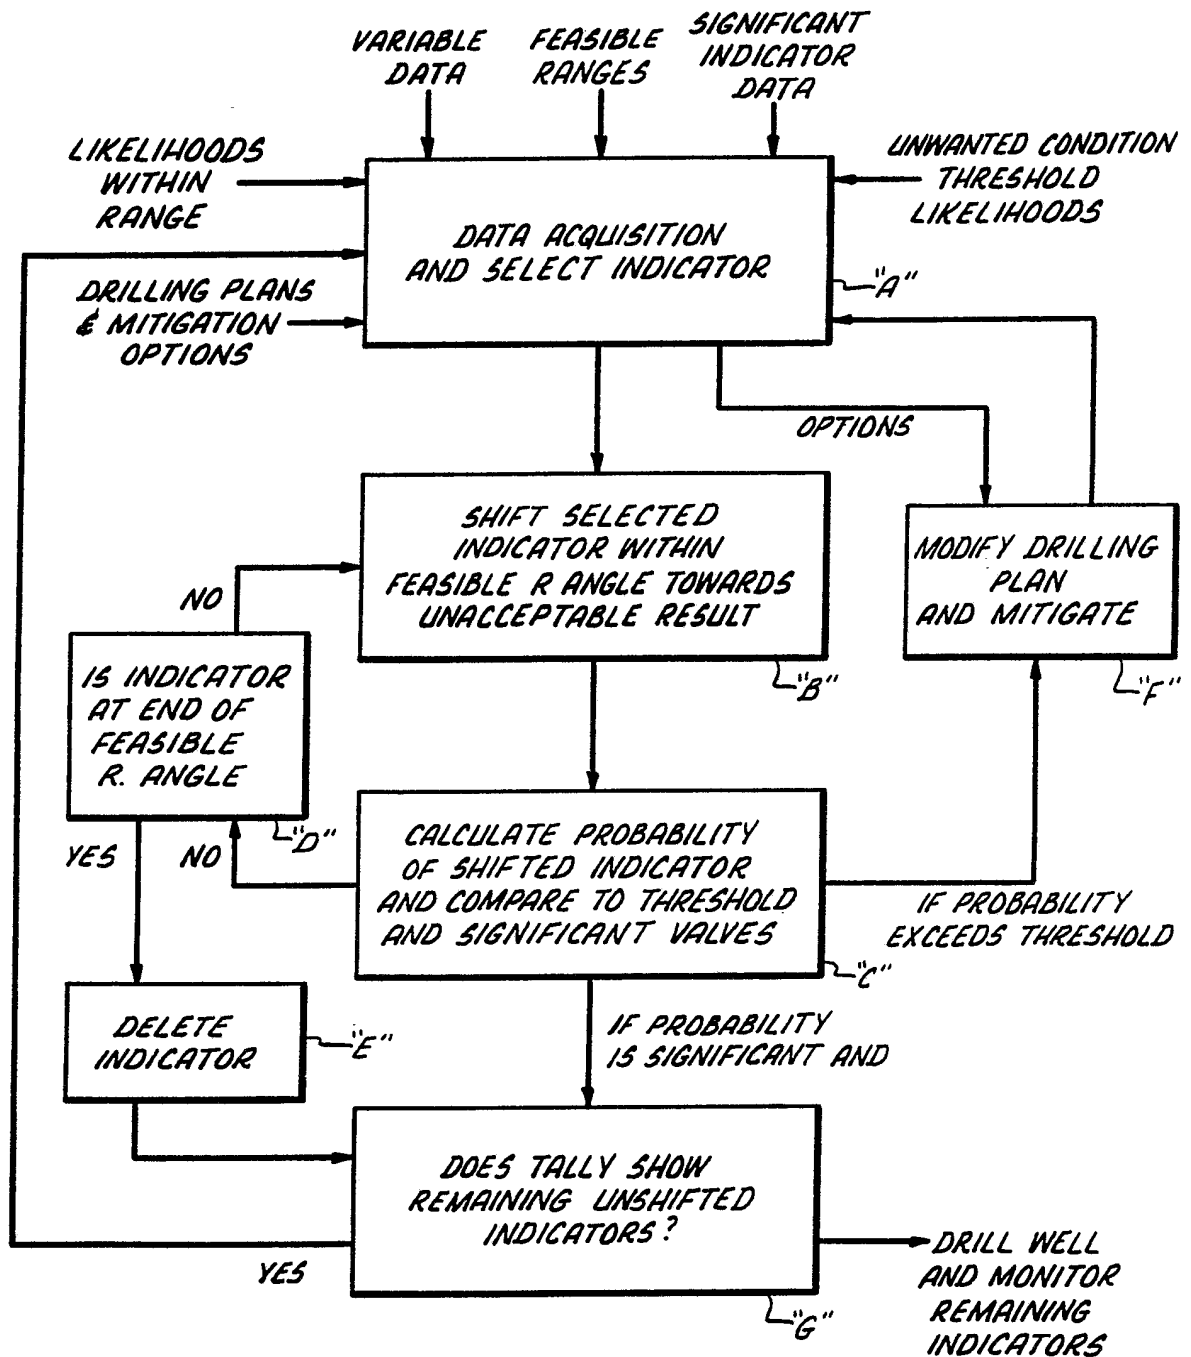 VARIABLE
DATA
FEASIBLE
RANGES
SIGNIFICANT
INDICATOR
DATA
LIKELIHOODS
WITHIN
RANGE
UNWANTED CONDITION
THRESHOLD
LIKELIHOODS
DATA ACQUISITION
AND SELECT INDICATOR
"A"
DRILLING PLANS
& MITIGATION
OPTIONS
OPTIONS
SHIFT SELECTED
INDICATOR WITHIN
FEASIBLE R ANGLE TOWARDS
UNACCEPTABLE RESULT
"B"
MODIFY DRILLING
PLAN
AND MITIGATE
"F"
NO
IS INDICATOR
AT END OF
FEASIBLE
R. ANGLE
"D"
YES
NO
CALCULATE PROBABILITY
OF SHIFTED INDICATOR
AND COMPARE TO THRESHOLD
AND SIGNIFICANT VALVES
"C"
IF PROBABILITY
EXCEEDS THRESHOLD
DELETE
INDICATOR
"E"
IF PROBABILITY
IS SIGNIFICANT AND
DOES TALLY SHOW
REMAINING UNSHIFTED
INDICATORS?
"G"
YES
DRILL WELL
AND MONITOR
REMAINING
INDICATORS